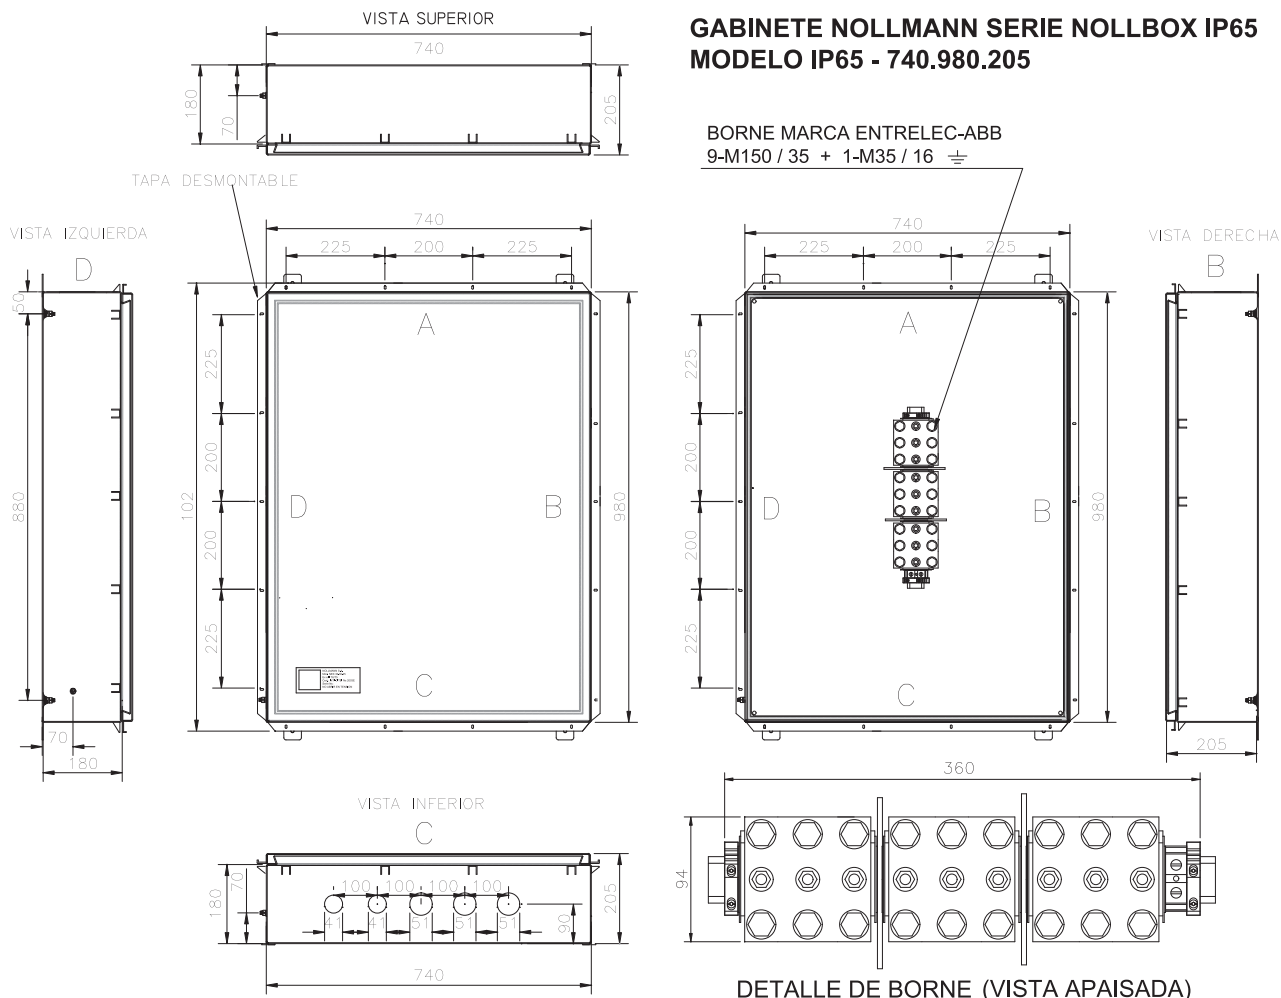 VISTA SUPERIOR
740
180
70
205
GABINETE NOLLMANN SERIE NOLLBOX IP65
MODELO IP65 - 740.980.205
BORNE MARCA ENTRELEC-ABB
9-M150 / 35 + 1-M35 / 16
TAPA DESMONTABLE
VISTA IZQUIERDA
D
50
880
70
180
740
225
200
225
A
225
200
200
225
102
D
B
C
980
740
225
200
225
A
225
200
200
225
D
B
C
980
VISTA DERECHA
B
205
VISTA INFERIOR
C
180
70
100
100
100
100
41
41
51
51
51
90
205
740
360
94
DETALLE DE BORNE (VISTA APAISADA)